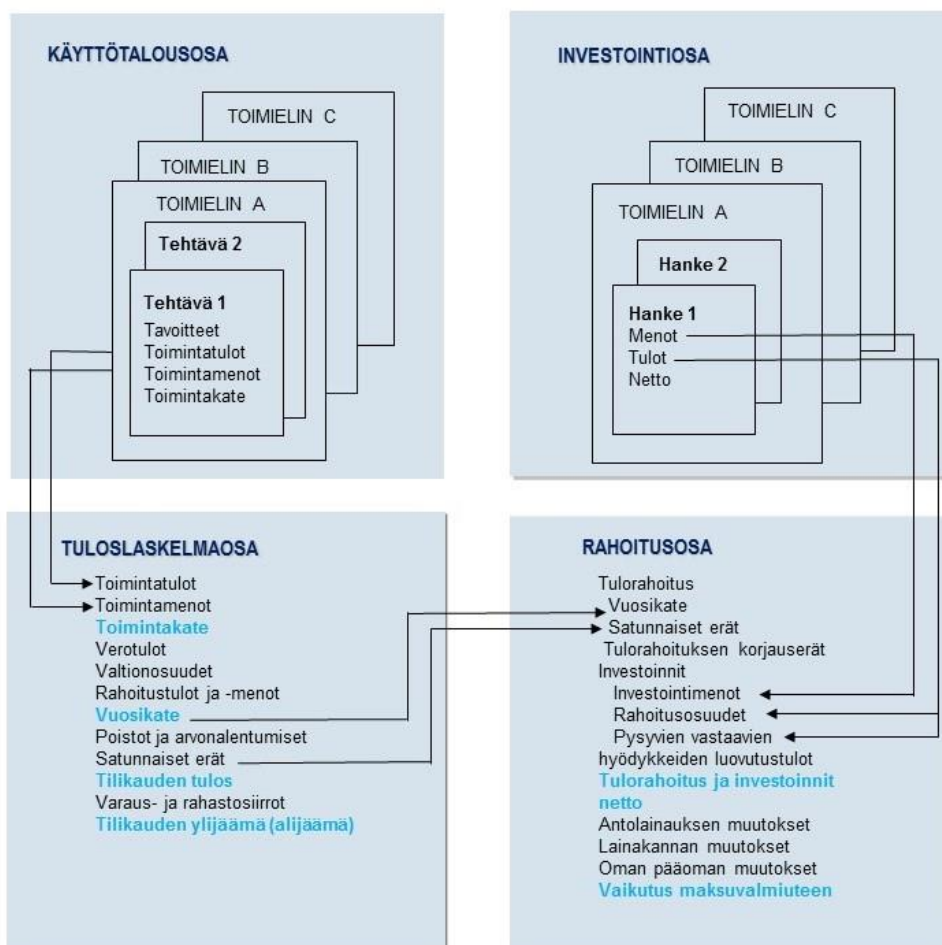 KÄYTTÖTALOUSOSA
TOIMIELIN C
TOIMIELIN B
TOIMIELIN A
Tehtävä 2
Tehtävä 1
Tavoitteet
Toimintatulot
Toimintamenot
Toimintakate
INVESTOINTIOSA
TOIMIELIN C
TOIMIELIN B
TOIMIELIN A
Hanke 2
Hanke 1
Menot
Tulot
Netto
TULOSLASKELMAOSA
Toimintatulot
Toimintamenot
Toimintakate
Verotulot
Valtionosuudet
Rahoitustulot ja -menot
Vuosikate
Poistot ja arvonalentumiset
Satunnaiset erät
Tilikauden tulos
Varaus- ja rahastosiirrot
Tilikauden ylijäämä (alijäämä)
RAHOITUSOSA
Tulorahoitus
Vuosikate
Satunnaiset erät
Tulorahoituksen korjauserät
Investoinnit
Investointimenot
Rahoitusosuudet
Pysyvien vastaavien
hyödykkeiden luovutustulot
Tulorahoitus ja investoinnit
netto
Antolainauksen muutokset
Lainakannan muutokset
Oman pääoman muutokset
Vaikutus maksuvalmiuteen